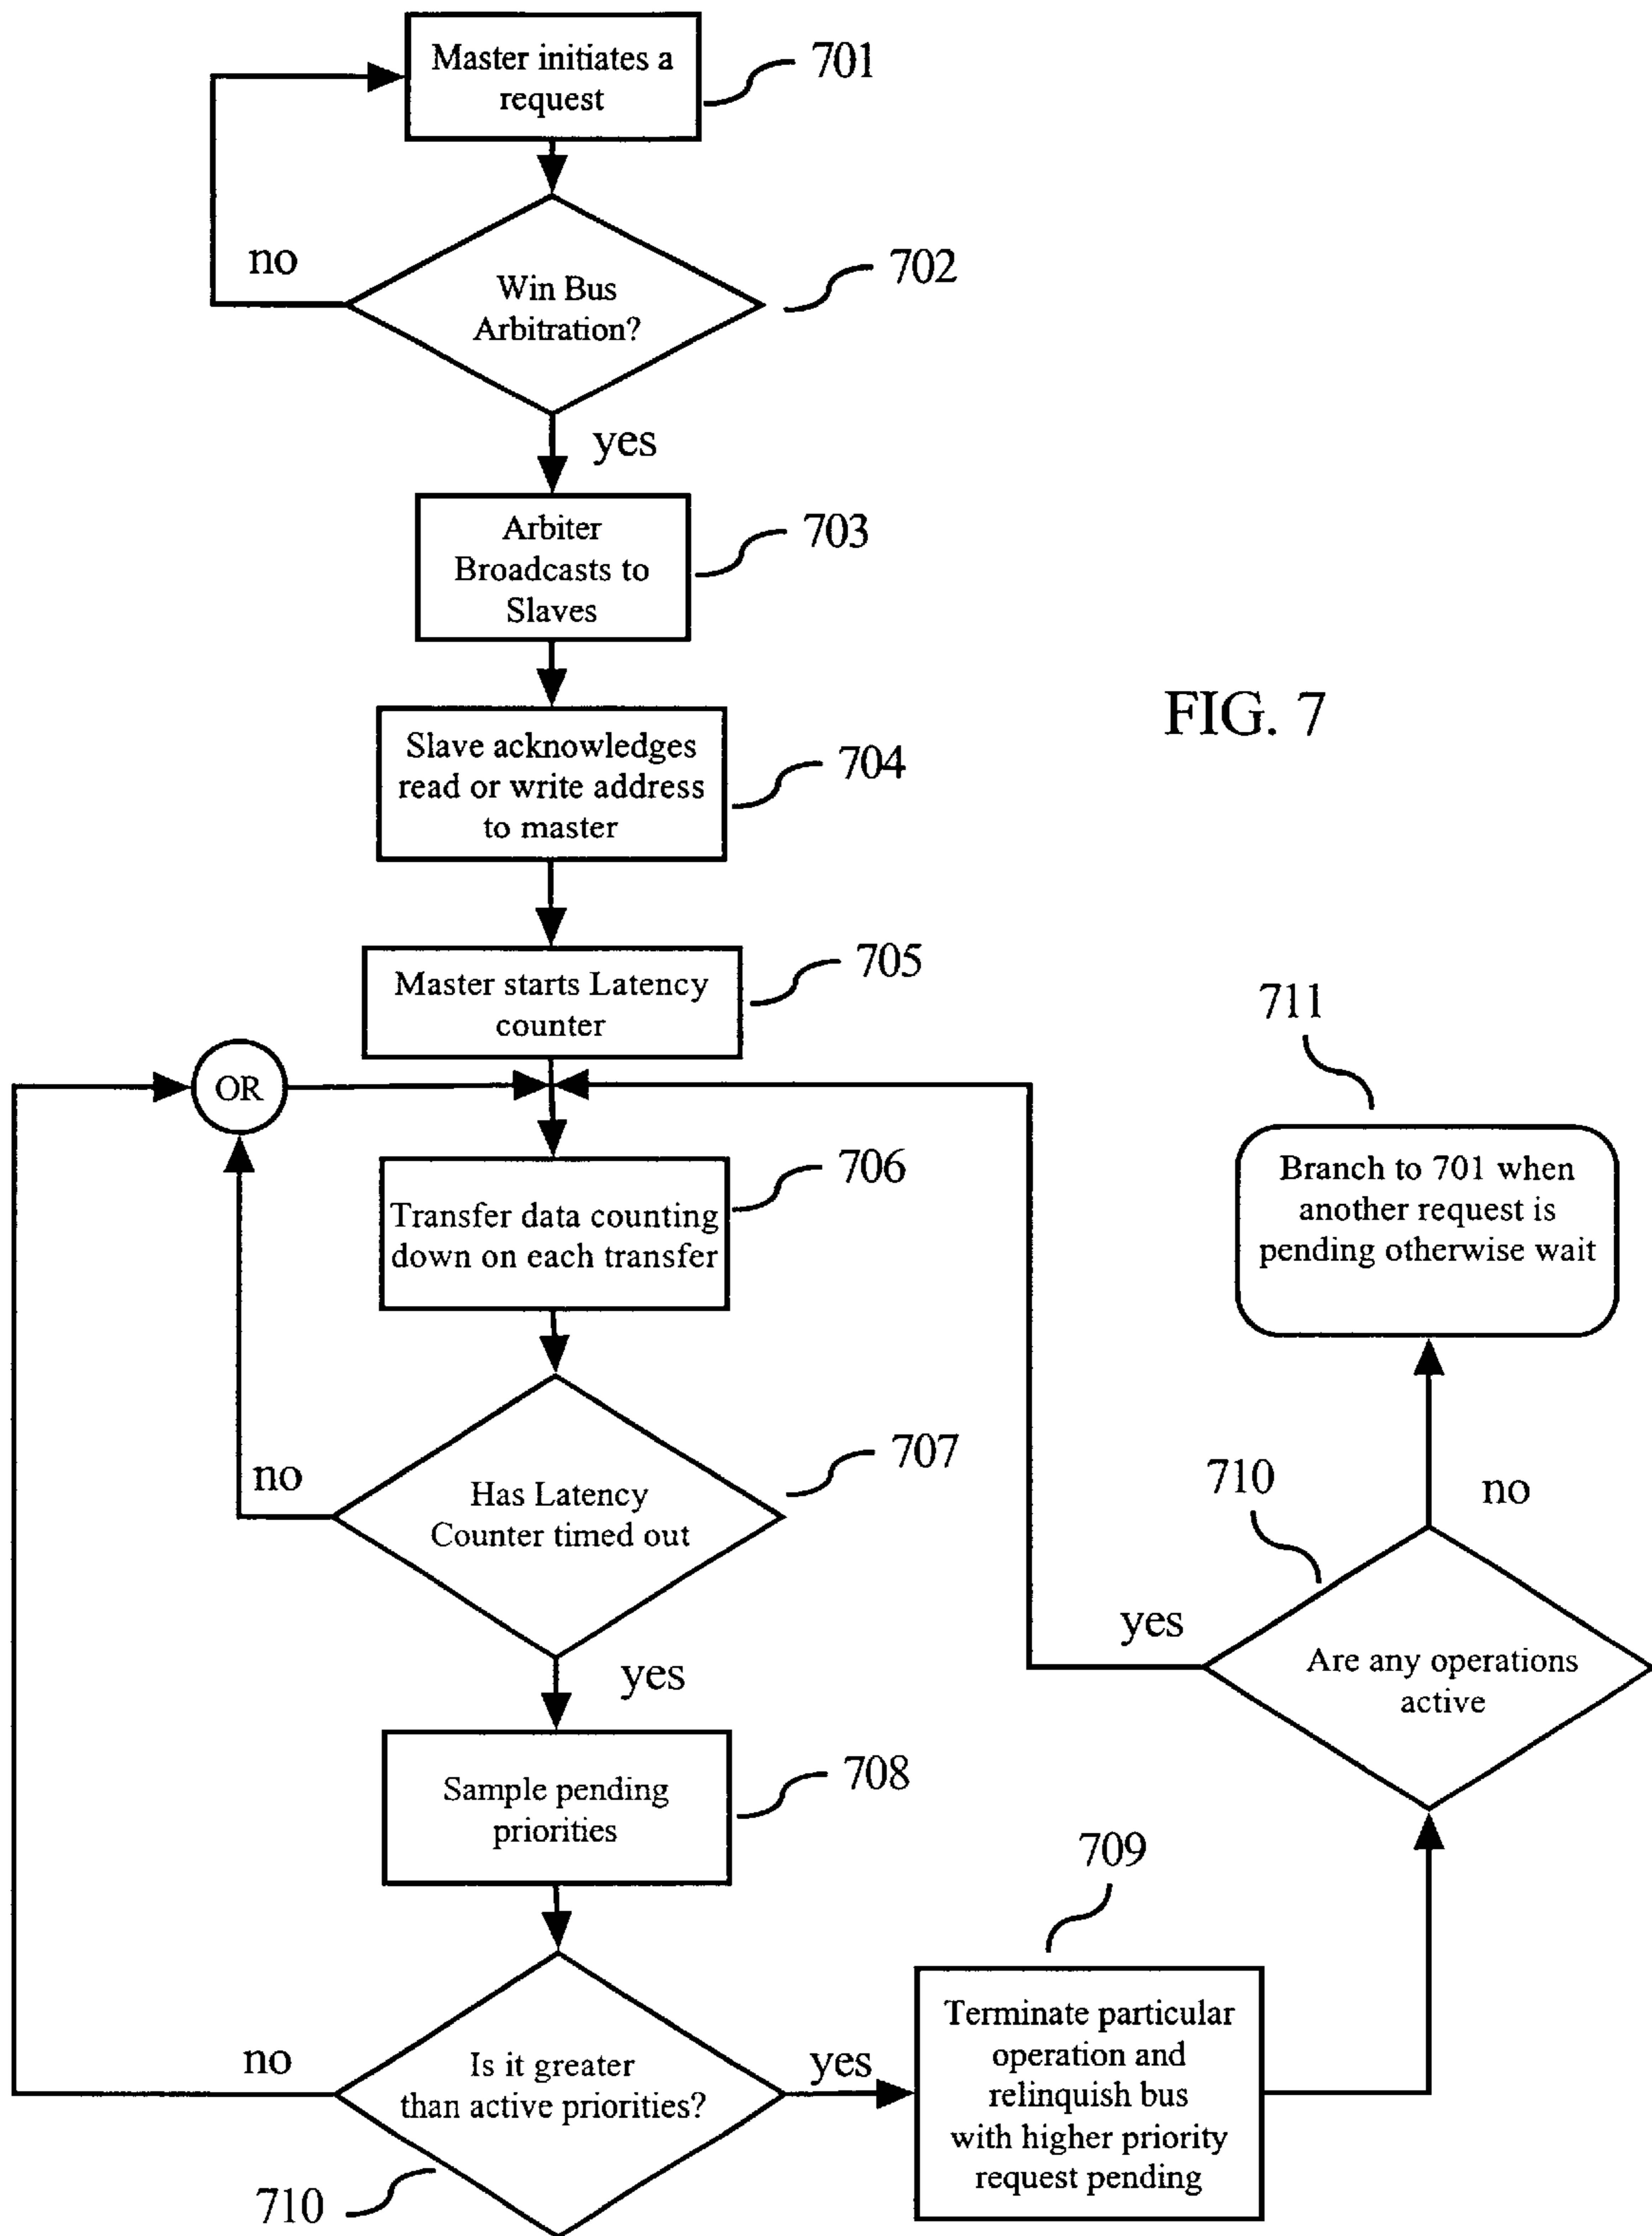 Master initiates a
request
701
no
Win Bus
Arbitration?
702
yes
Arbiter
Broadcasts to
Slaves
703
FIG. 7
Slave acknowledges
read or write address
to master
704
Master starts Latency
counter
705
711
OR
Branch to 701 when
another request is
pending otherwise wait
Transfer data counting
down on each transfer
706
no
Has Latency
Counter timed out
707
710
no
yes
yes
Are any operations
active
Sample pending
priorities
708
709
no
Is it greater
than active priorities?
yes
710
Terminate particular
operation and
relinquish bus
with higher priority
request pending